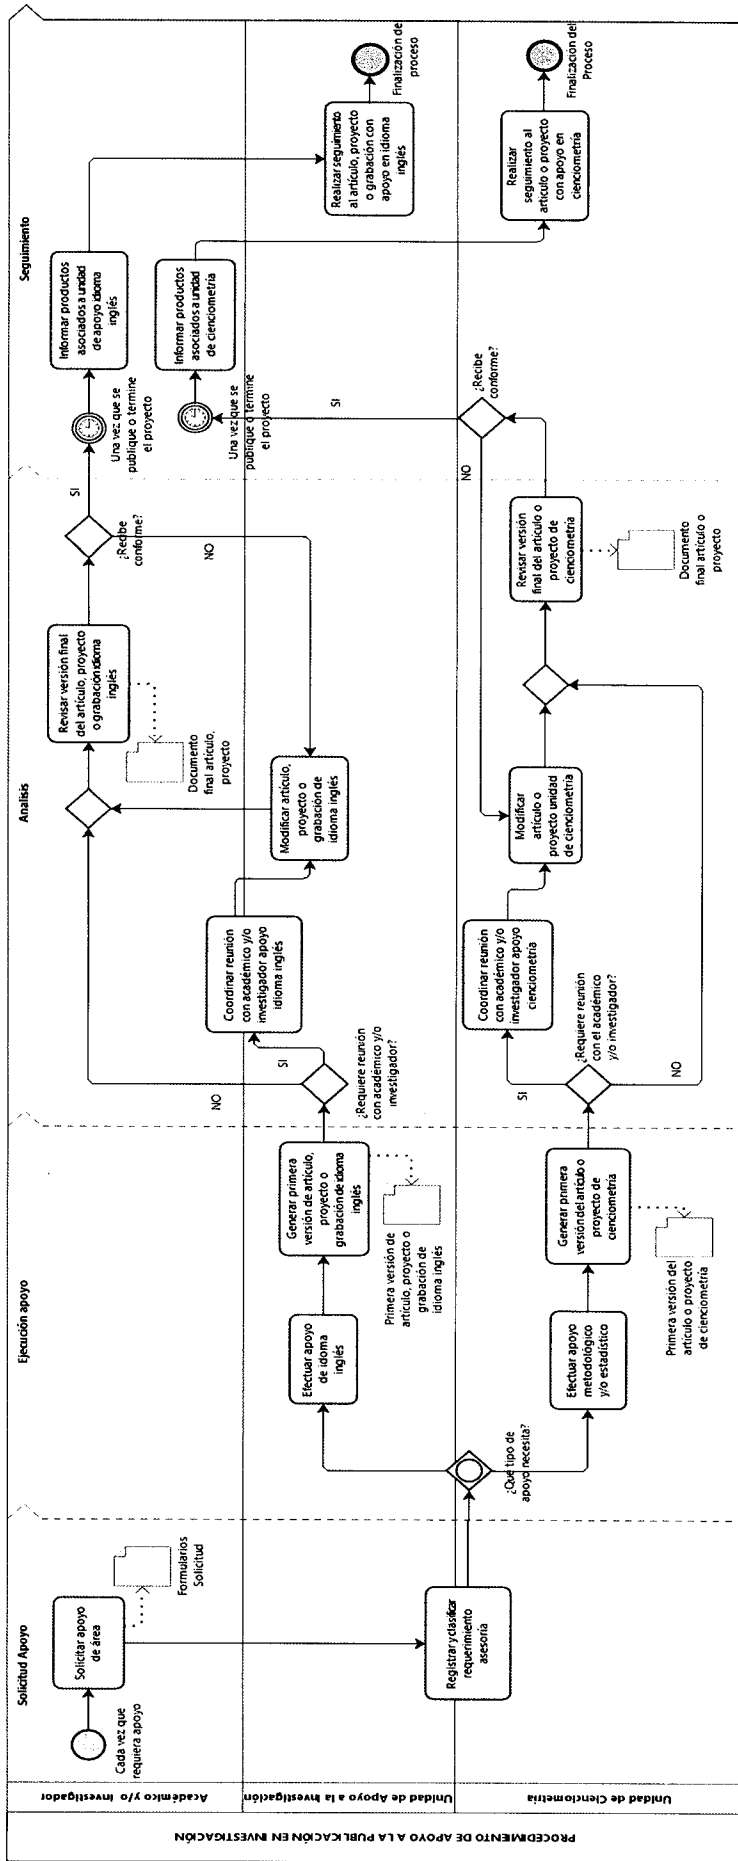 PROCEDIMIENTO DE APOYO A LA PUBLICACIÓN EN INVESTIGACIÓN
Académico y/o Investigador
Unidad de Apoyo a la Investigación
Unidad de Cienciometría
Solicitud Apoyo
Ejecución apoyo
Analisis
Seguimiento
Cada vez que
requiera apoyo
Solicitar apoyo
de área
Formularios
Solicitud
Registrar y clasificar
requerimiento
asesoría
¿Que tipo de
apoyo necesita?
Efectuar apoyo
de idioma
inglés
Generar primera
versión de artículo,
proyecto o
grabación de idioma
inglés
Primera versión de
artículo, proyecto o
grabación de
idioma inglés
¿Requiere reunión
con académico y/o
investigador?
NO
SI
Coordinar reunión
con académico y/o
investigador apoyo
idioma inglés
Modificar artículo,
proyecto o
grabación de
idioma inglés
Revisar versión final
del artículo, proyecto
o grabación idioma
inglés
Documento
final artículo,
proyecto
¿Recibe
conforme?
NO
SI
Una vez que se
publique o termine
el proyecto
Informar productos
asociados a unidad
de apoyo idioma
inglés
Realizar seguimiento
al artículo, proyecto
o grabación con
apoyo en idioma
inglés
Finalización de
proceso
Efectuar apoyo
metodológico
y/o estadístico
Generar primera
versión del artículo o
proyecto de
cienciometría
Primera versión del
artículo o proyecto
de cienciometría
¿Requiere reunión
con el académico
y/o investigador?
SI
NO
Coordinar reunión
con académico y/o
investigador apoyo
cienciometría
Modificar
artículo o
proyecto unidad
de cienciometría
Revisar versión
final del artículo o
proyecto de
cienciometría
Documento
final artículo o
proyecto
¿Recibe
conforme?
NO
SI
Una vez que se
publique o termine
el proyecto
Informar productos
asociados a unidad
de cienciometría
Realizar
seguimiento al
artículo o proyecto
con apoyo en
cienciometría
Finalización del
Proceso